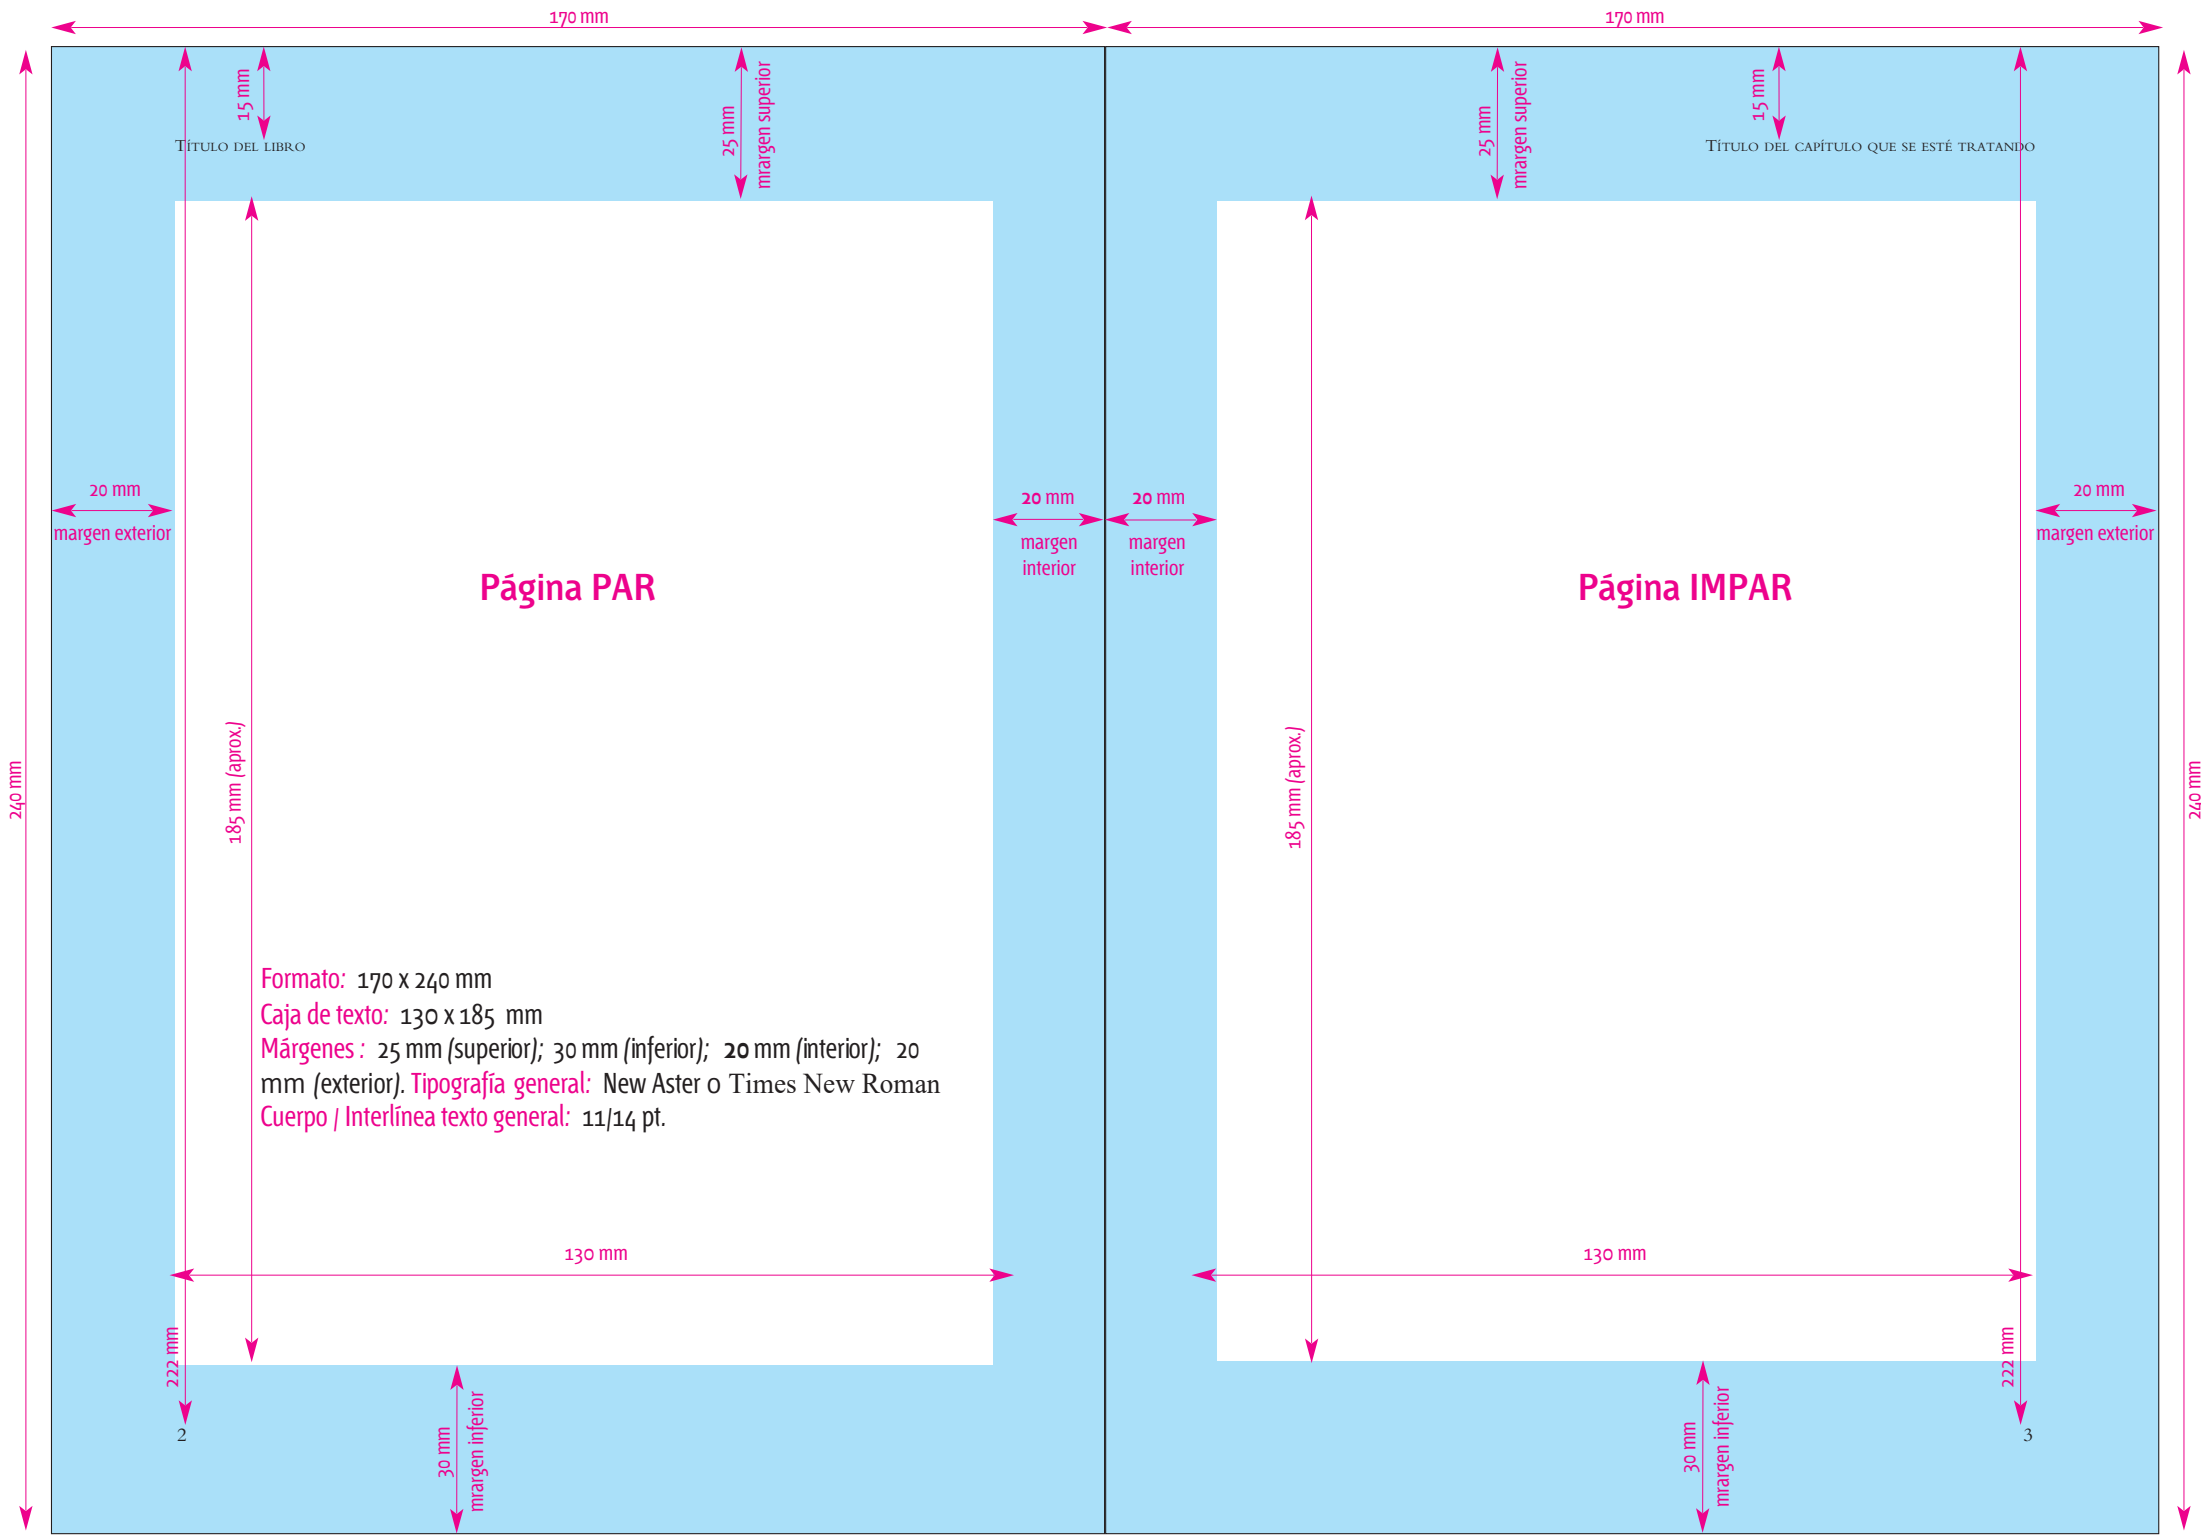 170 mm
170 mm
15 mm
25 mm
mrargen superior
25 mm
mrargen superior
15 mm
Título del libro
Título del capítulo que se esté tratando
20 mm
margen exterior
20 mm
margen
interior
20 mm
margen
interior
20 mm
margen exterior
Página PAR
Página IMPAR
240 mm
185 mm (aprox.)
185 mm (aprox.)
240 mm
Formato: 170 x 240 mm
Caja de texto: 130 x 185 mm
Márgenes : 25 mm (superior); 30 mm (inferior); 20 mm (interior); 20
mm (exterior). Tipografía general: New Aster o Times New Roman
Cuerpo / Interlínea texto general: 11/14 pt.
130 mm
130 mm
222 mm
222 mm
2
30 mm
mrargen inferior
30 mm
mrargen inferior
3